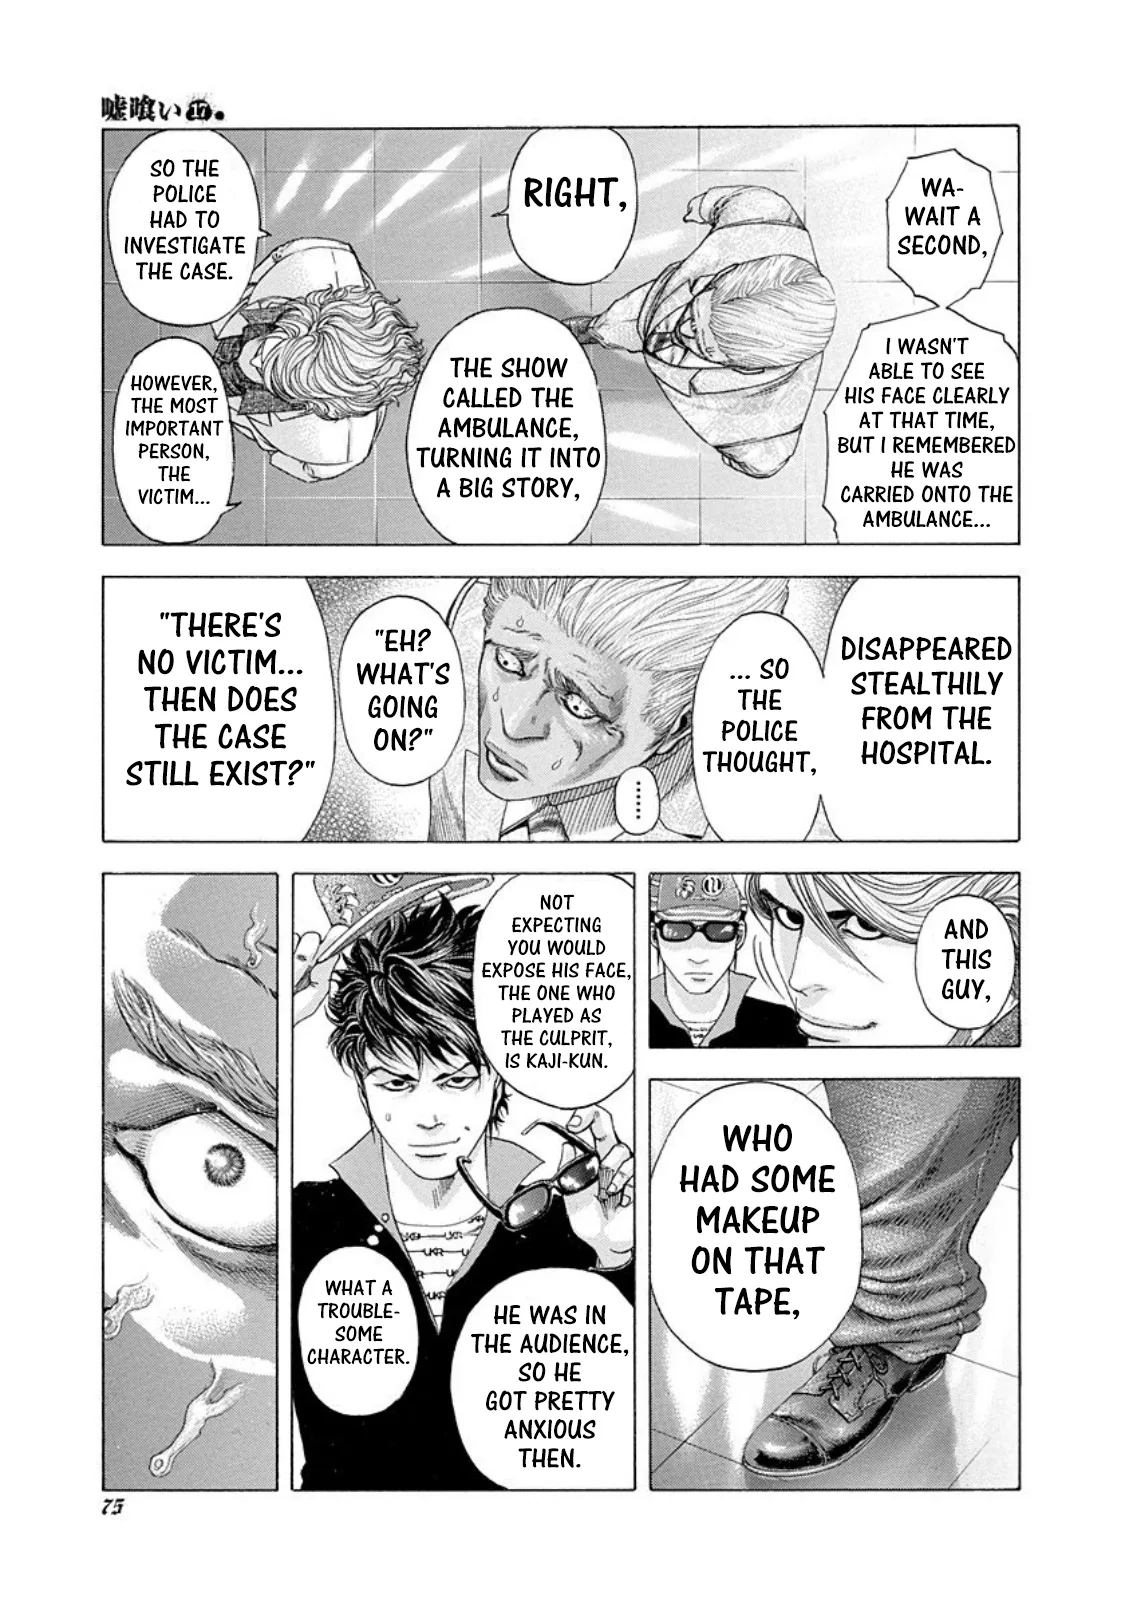 嘘喰い 17.
WA-
WAIT A
SECOND,
I WASN'T
ABLE TO SEE
HIS FACE CLEARLY
AT THAT TIME,
BUT I REMEMBERED
HE WAS
CARRIED ONTO THE
AMBULANCE...
RIGHT,
THE SHOW
CALLED THE
AMBULANCE,
TURNING IT INTO
A BIG STORY,
SO THE
POLICE
HAD TO
INVESTIGATE
THE CASE.
HOWEVER,
THE MOST
IMPORTANT
PERSON,
THE
VICTIM...
DISAPPEARED
STEALTHILY
FROM THE
HOSPITAL.
... SO
THE
POLICE
THOUGHT,
......
"EH?
WHAT'S
GOING
ON?"
"THERE'S
NO VICTIM...
THEN DOES
THE CASE
STILL EXIST?"
AND
THIS
GUY,
WHO
HAD SOME
MAKEUP
ON THAT
TAPE,
NOT
EXPECTING
YOU WOULD
EXPOSE HIS FACE,
THE ONE WHO
PLAYED AS
THE CULPRIT,
IS KAJI-KUN.
HE WAS IN
THE AUDIENCE,
SO HE
GOT PRETTY
ANXIOUS
THEN.
WHAT A
TROUBLE-
SOME
CHARACTER.
UKR
UKR
UKR
75